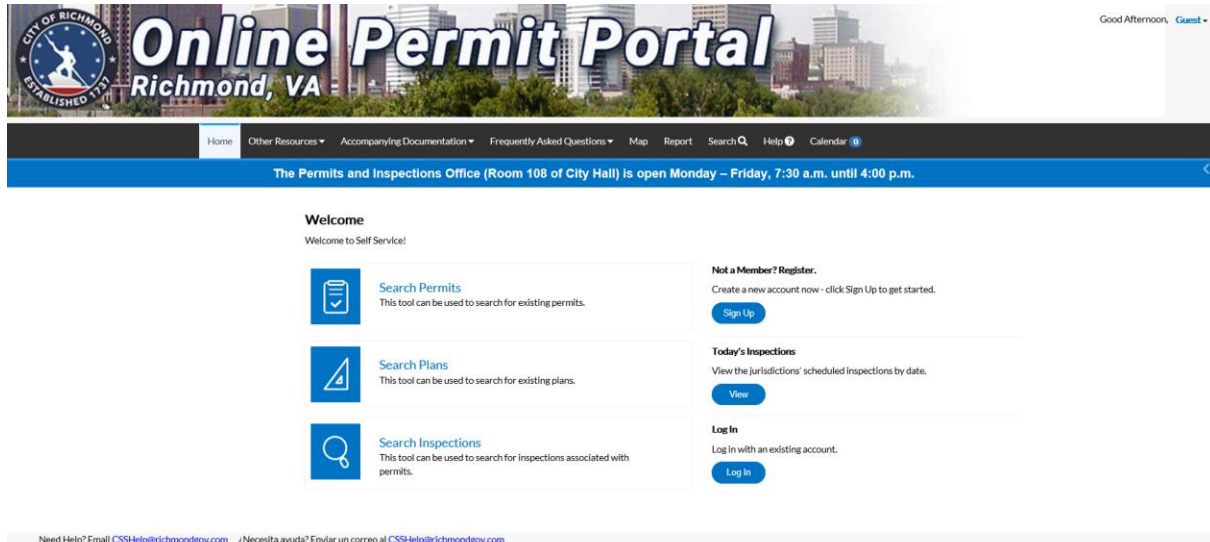 CITY OF RICHMOND
ESTABLISHED 1737
Online Permit Portal
Richmond, VA
Good Afternoon, Guest
Home Other Resources Accompanying Documentation Frequently Asked Questions Map Report Search Help ? Calendar 0
The Permits and Inspections Office (Room 108 of City Hall) is open Monday – Friday, 7:30 a.m. until 4:00 p.m.
Welcome
Welcome to Self Service!
Search Permits
This tool can be used to search for existing permits.
Search Plans
This tool can be used to search for existing plans.
Search Inspections
This tool can be used to search for inspections associated with
permits.
Not a Member? Register.
Create a new account now - click Sign Up to get started.
Sign Up
Today's Inspections
View the jurisdictions' scheduled inspections by date.
View
Log In
Log in with an existing account.
Log In
Need Help? Email CSSHelp@richmondgov.com ¿Necesita ayuda? Enviar un correo al CSSHelp@richmondgov.com